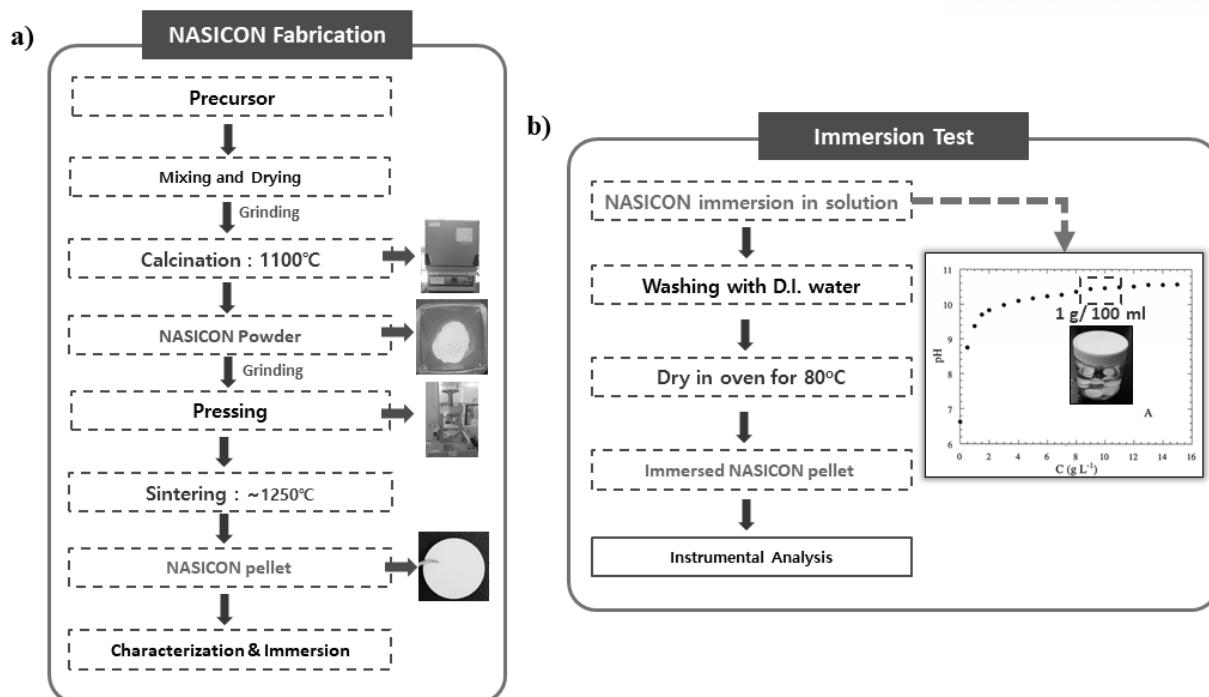 a)
NASICON Fabrication
Precursor
Mixing and Drying
Grinding
Calcination : 1100℃
NASICON Powder
Grinding
Pressing
Sintering : ~1250℃
NASICON pellet
Characterization & Immersion
b)
Immersion Test
NASICON immersion in solution
Washing with D.I. water
Dry in oven for 80°C
Immersed NASICON pellet
Instrumental Analysis
pH
11
10
9
8
7
6
1 g/ 100 ml
A
0 2 4 6 8 10 12 14 16
C (g L⁻¹)